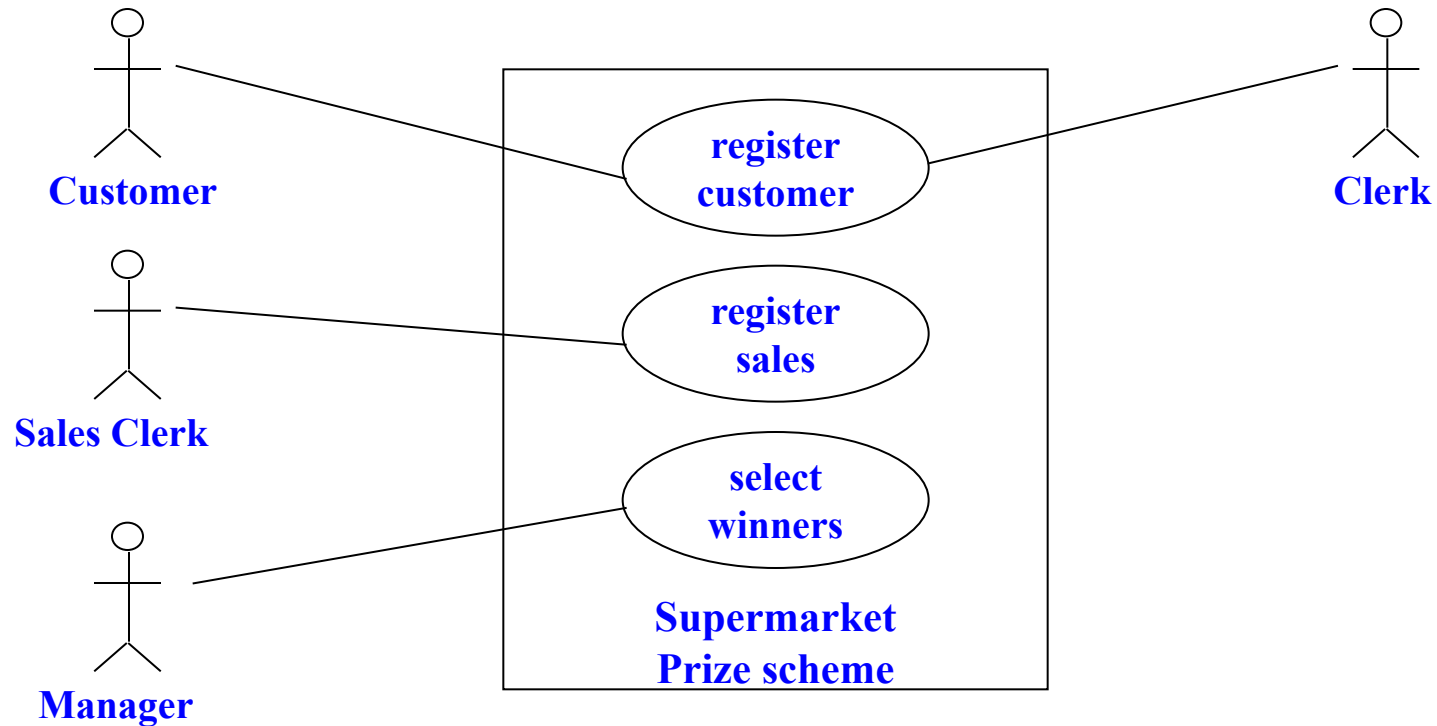 register
customer
Customer
Clerk
register
sales
Sales Clerk
select
winners
Supermarket
Prize scheme
Manager